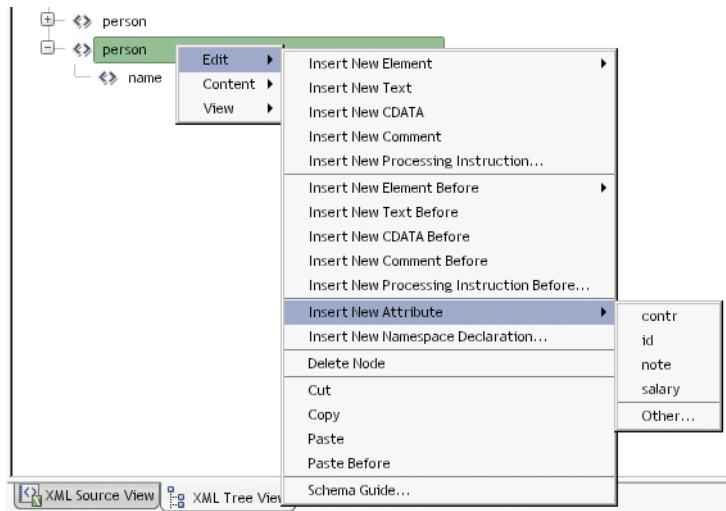 person
person
name
Edit
Content
View
Insert New Element
Insert New Text
Insert New CDATA
Insert New Comment
Insert New Processing Instruction...
Insert New Element Before
Insert New Text Before
Insert New CDATA Before
Insert New Comment Before
Insert New Processing Instruction Before...
Insert New Attribute
Insert New Namespace Declaration...
Delete Node
Cut
Copy
Paste
Paste Before
Schema Guide...
contr
id
note
salary
Other...
XML Source View
XML Tree View